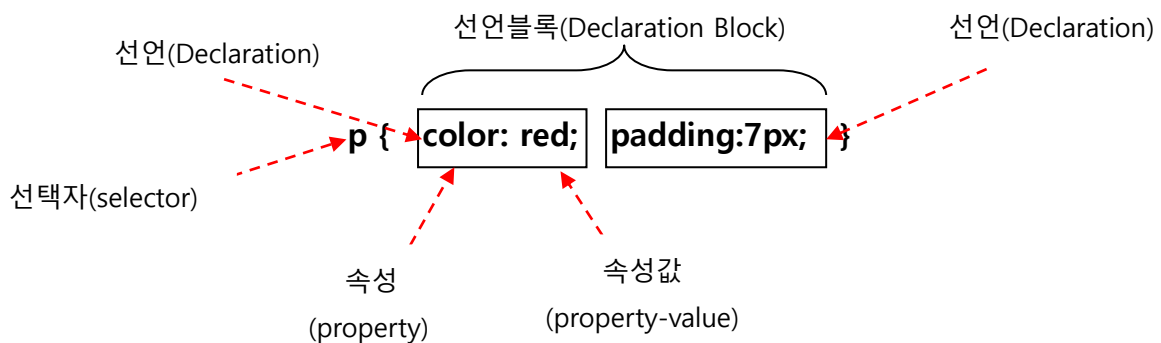 선언블록(Declaration Block)
선언(Declaration)
선언(Declaration)
p { color: red; padding:7px; }
선택자(selector)
속성
(property)
속성값
(property-value)